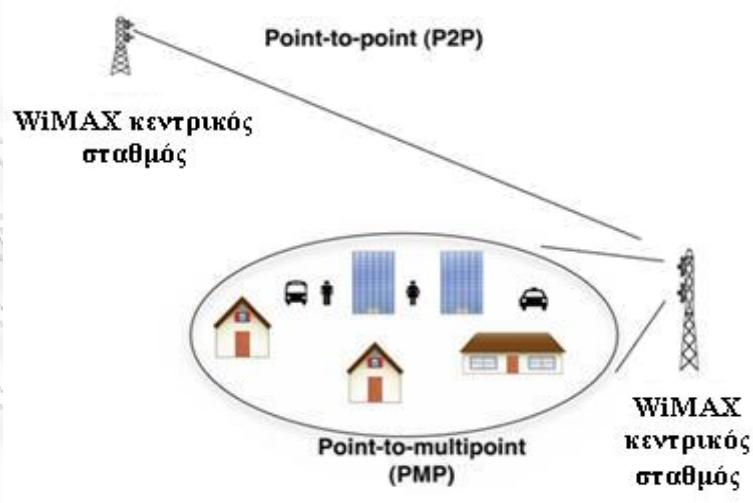 Point-to-point (P2P)
WiMAX κεντρικός
σταθμός
Point-to-multipoint
(PMP)
WiMAX
κεντρικός
σταθμός